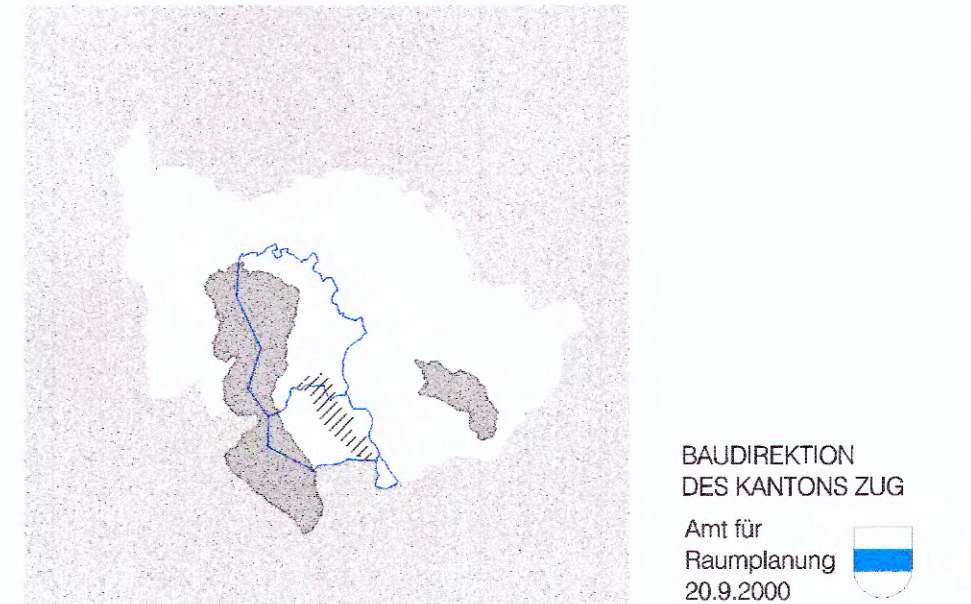 BAUDIREKTION
DES KANTONS ZUG
Amt für
Raumplanung
20.9.2000